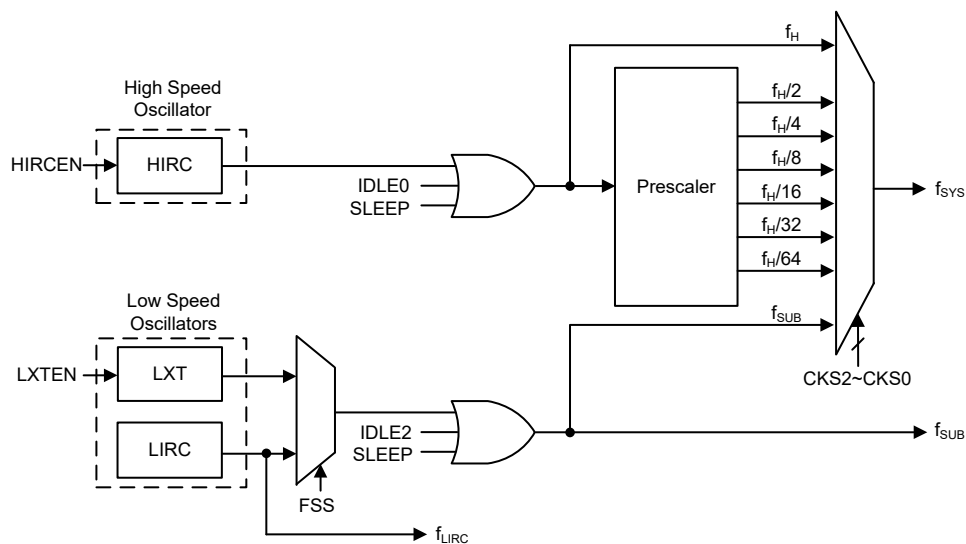 High Speed
Oscillator
HIRCEN
HIRC
IDLE0
SLEEP
Prescaler
fH
fH/2
fH/4
fH/8
fH/16
fH/32
fH/64
fSUB
fSYS
CKS2~CKS0
Low Speed
Oscillators
LXTEN
LXT
LIRC
FSS
IDLE2
SLEEP
fSUB
fLIRC